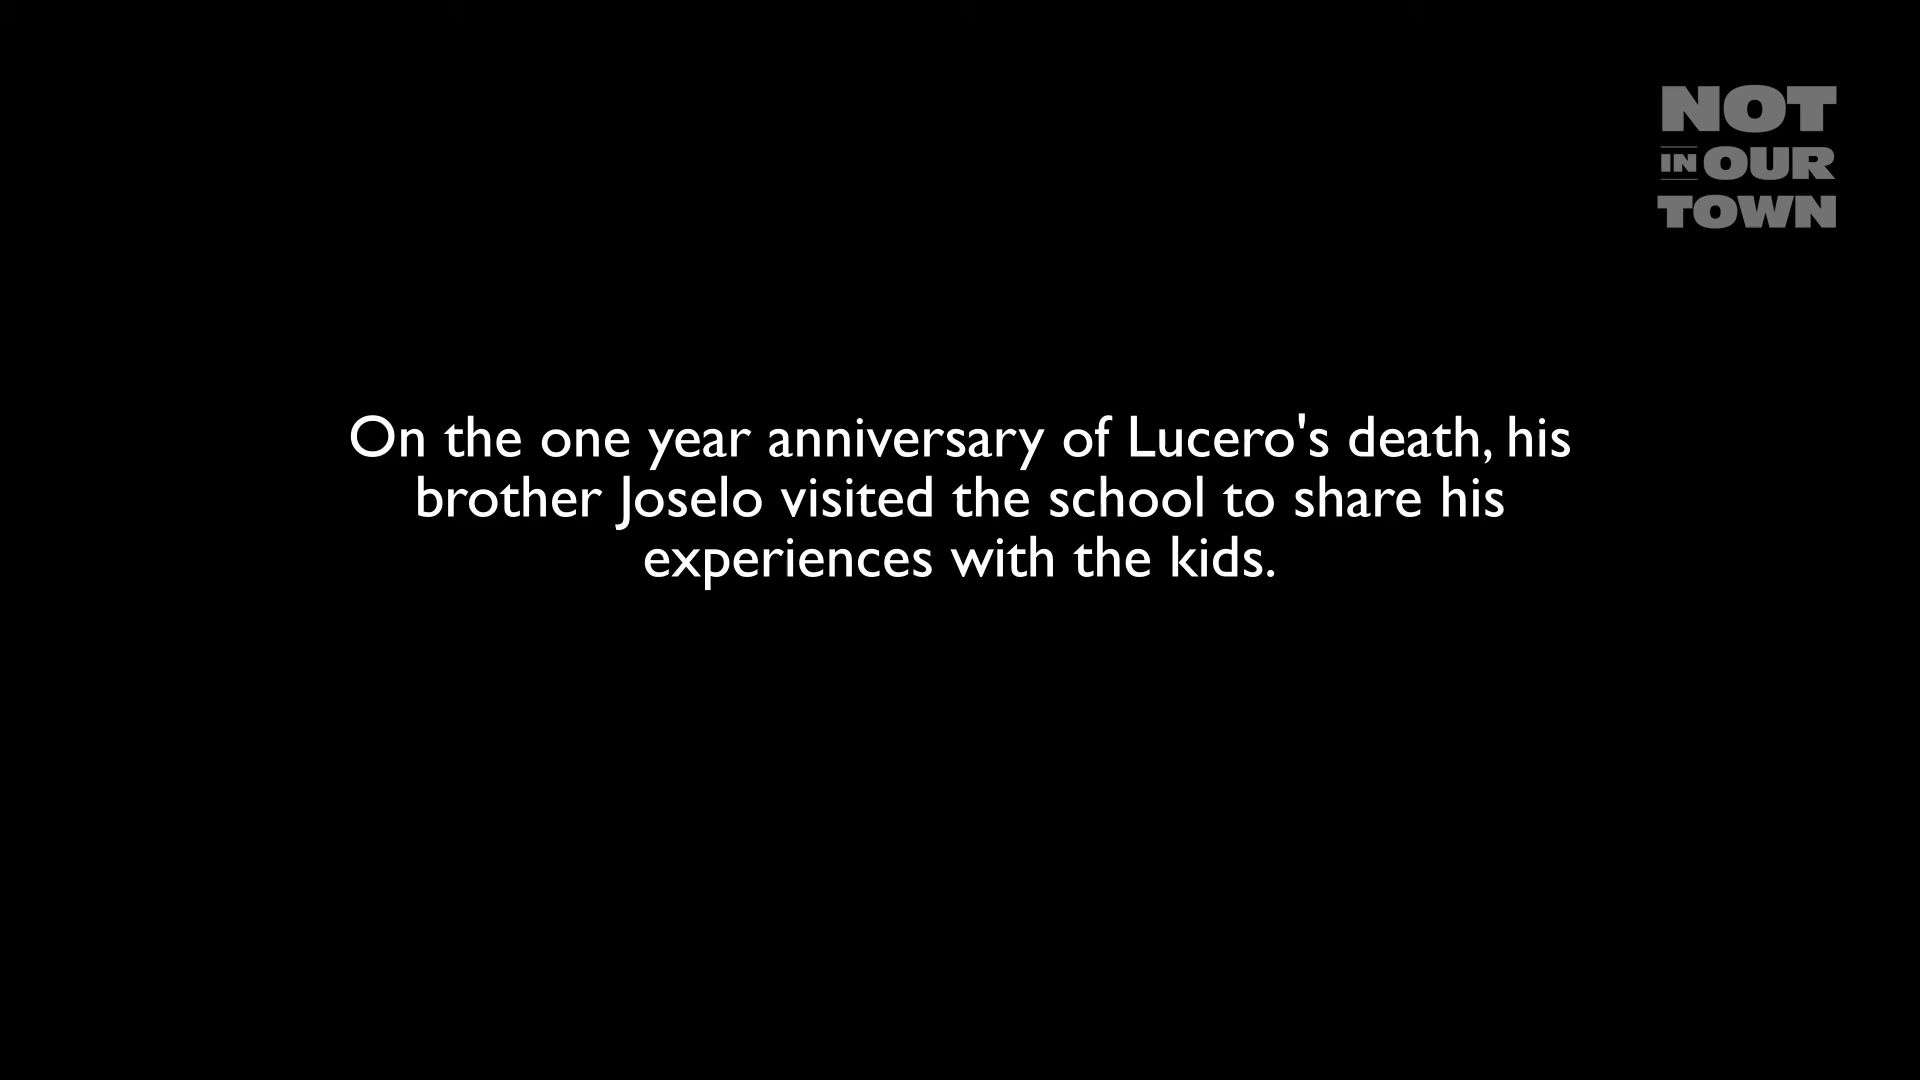 NOT
IN OUR
TOWN
On the one year anniversary of Lucero's death, his
brother Joselo visited the school to share his
experiences with the kids.